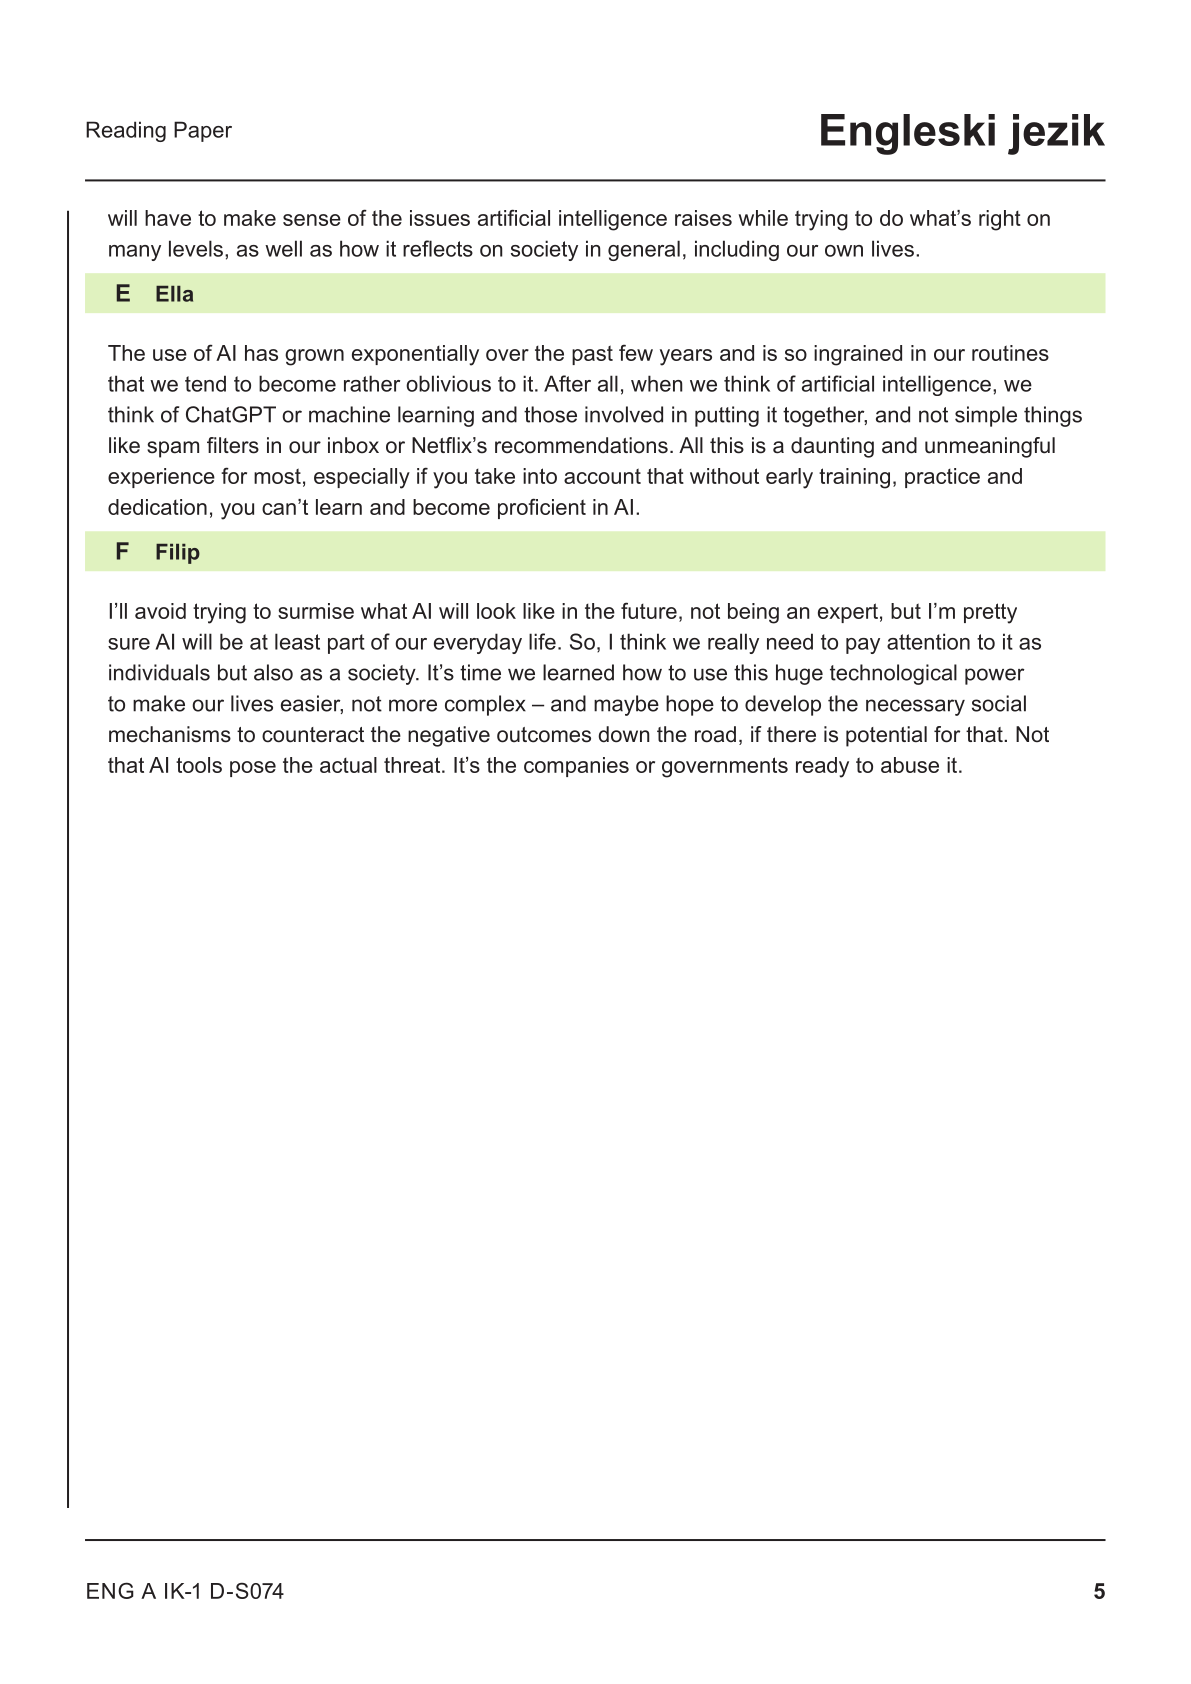 Reading Paper
Engleski jezik
will have to make sense of the issues artificial intelligence raises while trying to do what’s right on
many levels, as well as how it reflects on society in general, including our own lives.
E Ella
The use of AI has grown exponentially over the past few years and is so ingrained in our routines
that we tend to become rather oblivious to it. After all, when we think of artificial intelligence, we
think of ChatGPT or machine learning and those involved in putting it together, and not simple things
like spam filters in our inbox or Netflix’s recommendations. All this is a daunting and unmeaningful
experience for most, especially if you take into account that without early training, practice and
dedication, you can’t learn and become proficient in AI.
F Filip
I’ll avoid trying to surmise what AI will look like in the future, not being an expert, but I’m pretty
sure AI will be at least part of our everyday life. So, I think we really need to pay attention to it as
individuals but also as a society. It’s time we learned how to use this huge technological power
to make our lives easier, not more complex – and maybe hope to develop the necessary social
mechanisms to counteract the negative outcomes down the road, if there is potential for that. Not
that AI tools pose the actual threat. It’s the companies or governments ready to abuse it.
ENG A IK-1 D-S074
5